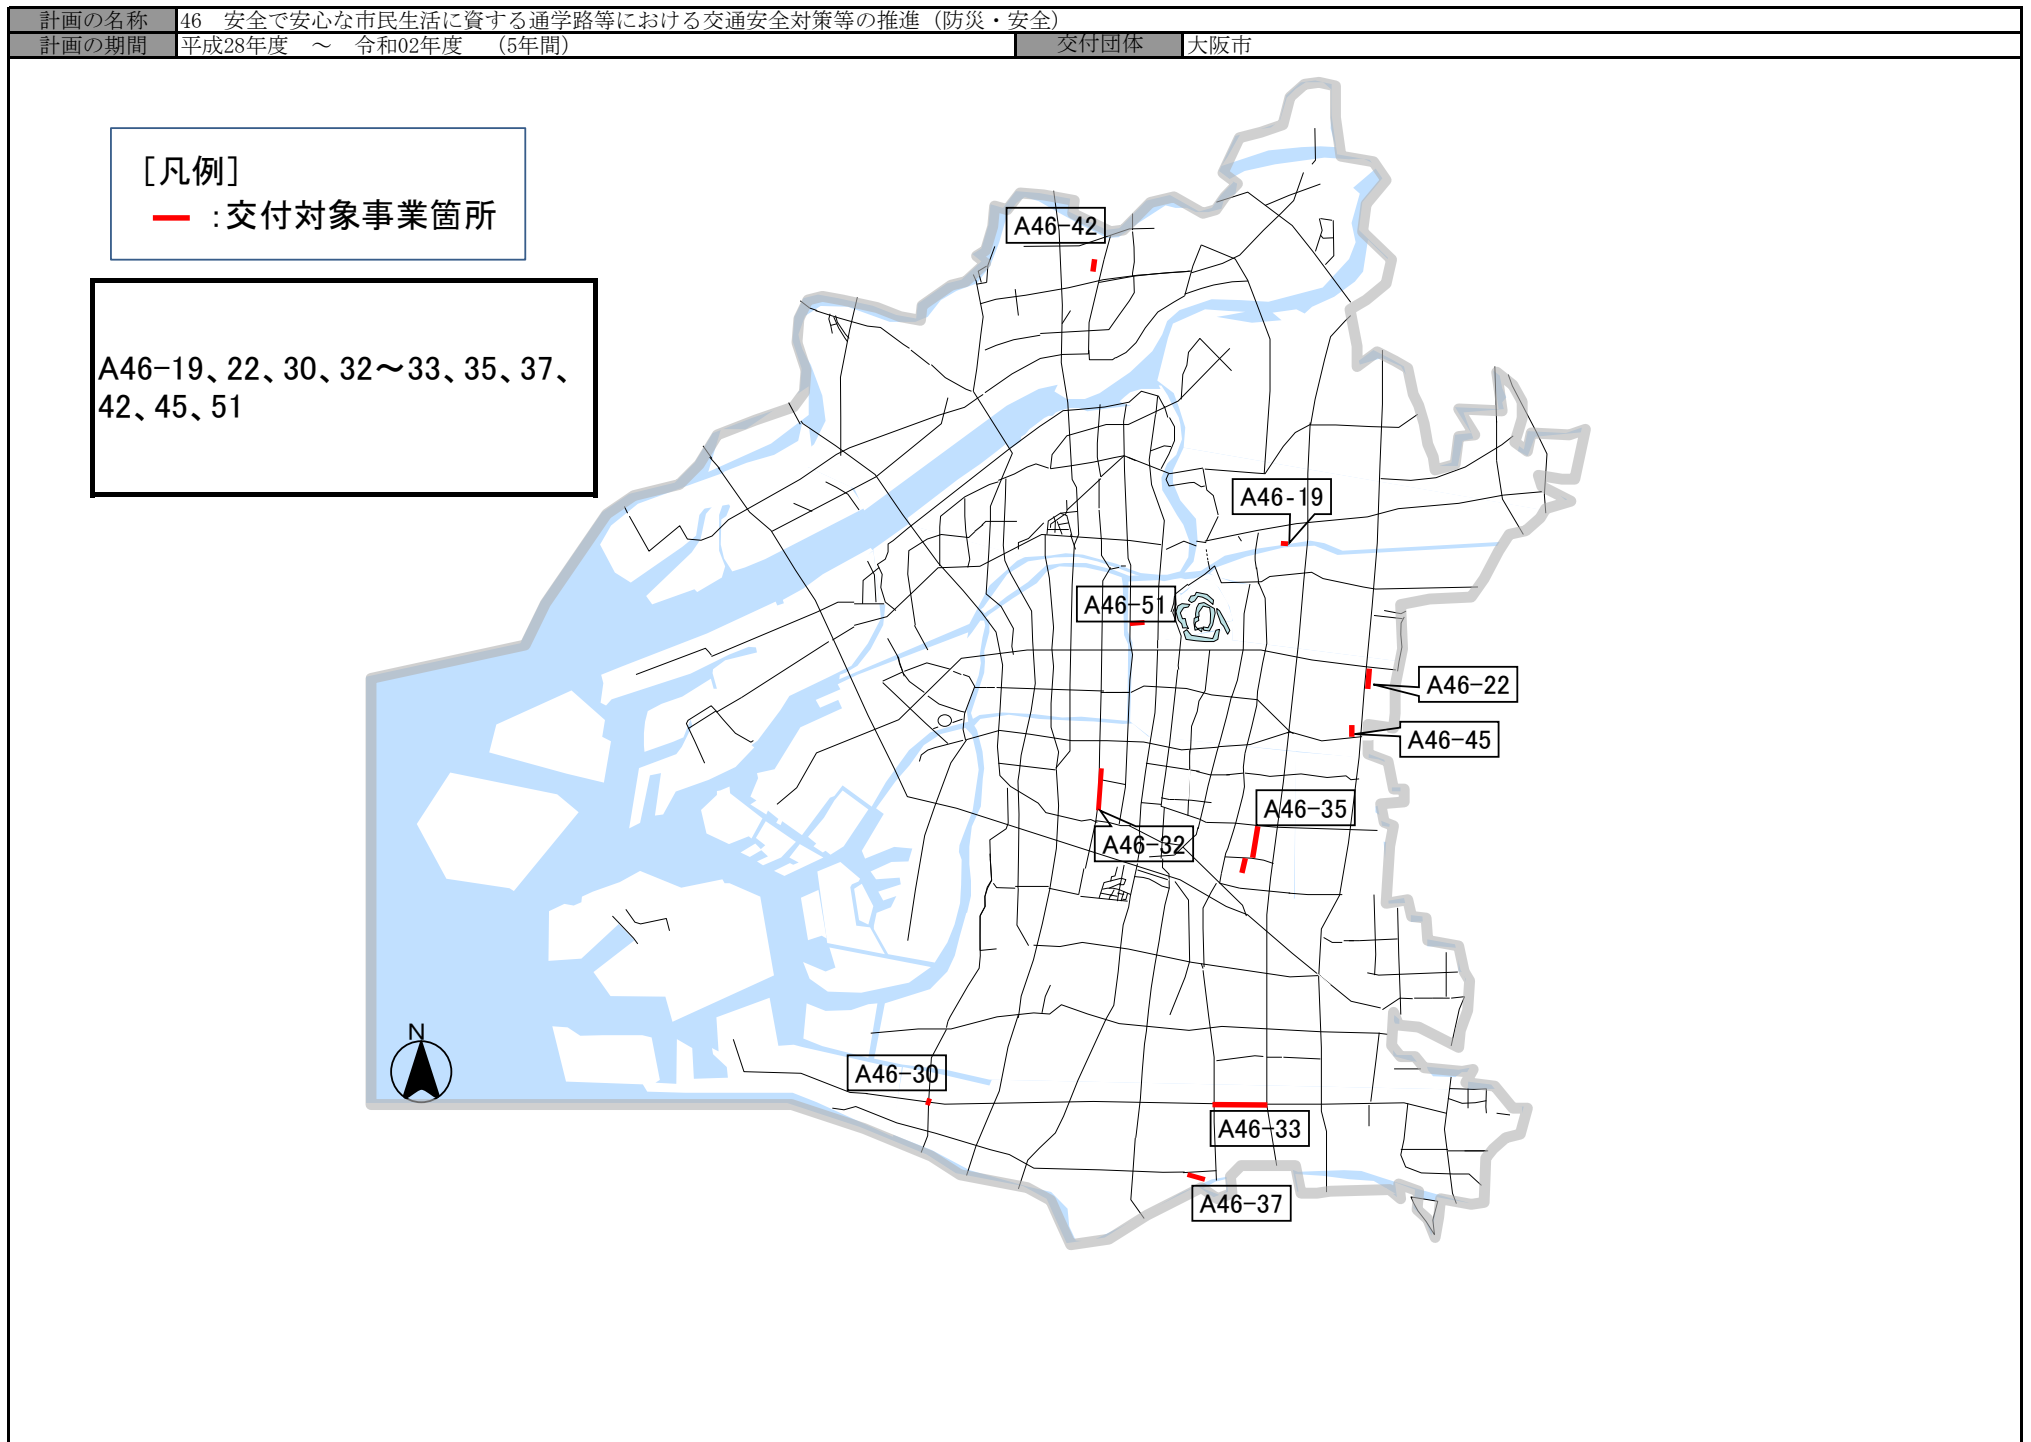 計画の名称 46　安全で安心な市民生活に資する通学路等における交通安全対策等の推進（防災・安全）
計画の期間 平成28年度　～　令和02年度　（5年間） 交付団体 大阪市
［凡例］
：交付対象事業箇所
A46-19、22、30、32～33、35、37、
42、45、51
A46-42
A46-19
A46-51
A46-22
A46-45
A46-35
A46-32
N
A46-30
A46-33
A46-37